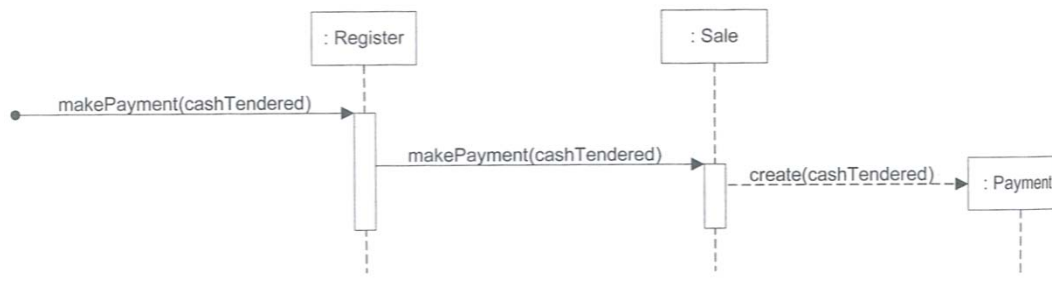 : Register
: Sale
makePayment(cashTendered)
makePayment(cashTendered)
create(cashTendered)
: Payment